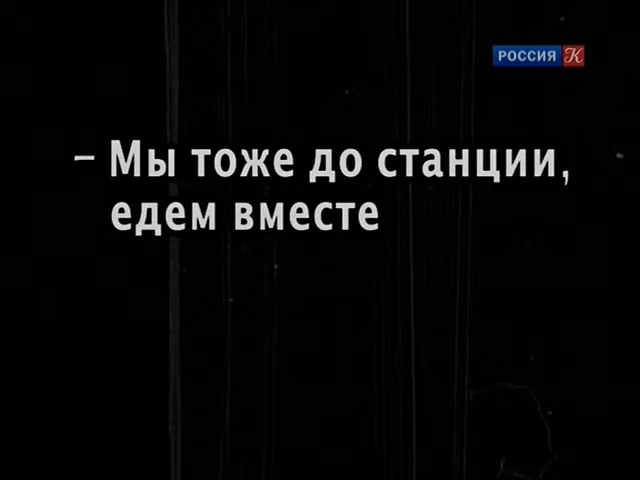 РОССИЯ К
– Мы тоже до станции,
едем вместе